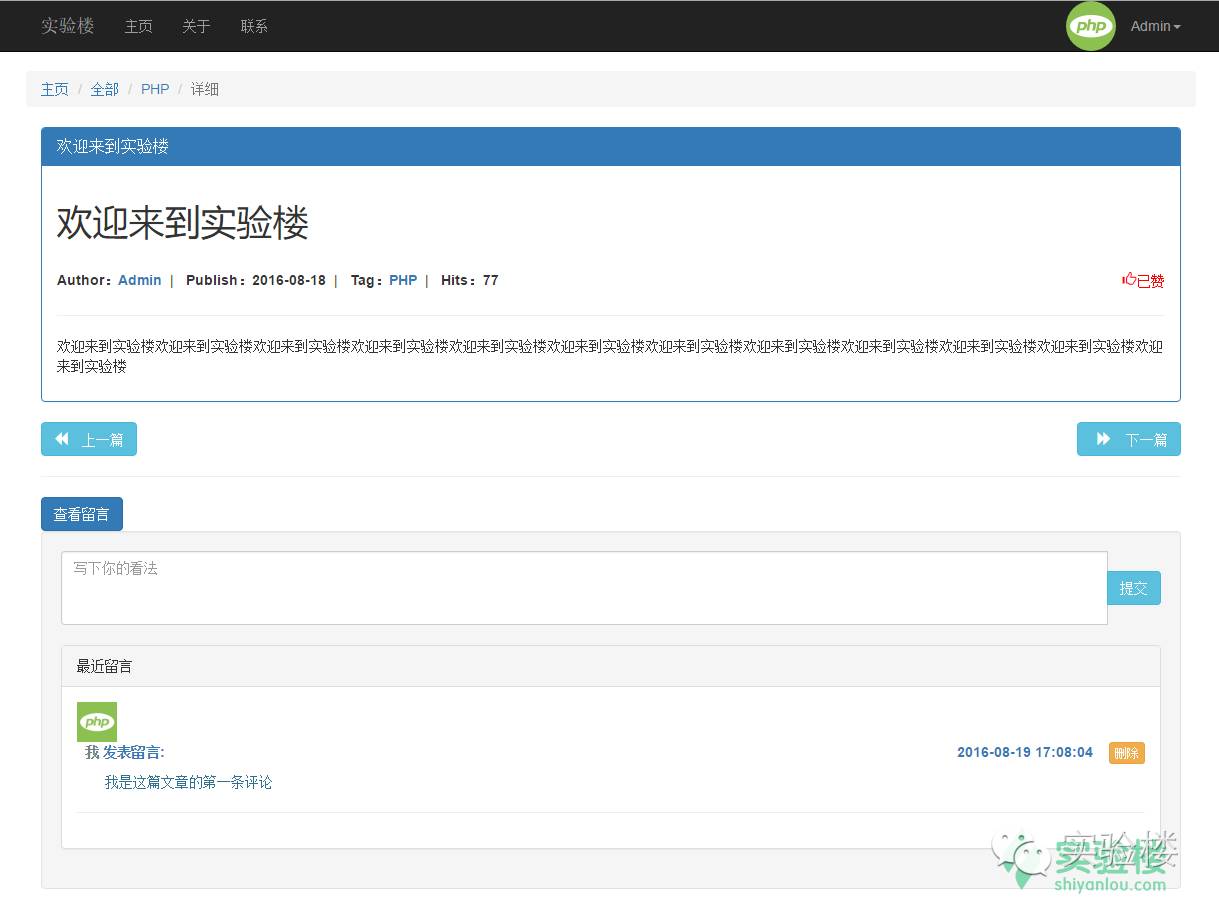 实验楼 主页 关于 联系 php Admin
主页 / 全部 / PHP / 详细
欢迎来到实验楼
欢迎来到实验楼
Author：Admin | Publish：2016-08-18 | Tag：PHP | Hits：77 已赞
欢迎来到实验楼欢迎来到实验楼欢迎来到实验楼欢迎来到实验楼欢迎来到实验楼欢迎来到实验楼欢迎来到实验楼欢迎来到实验楼欢迎来到实验楼欢迎来到实验楼欢迎来到实验楼欢迎
来到实验楼
上一篇 下一篇
查看留言
写下你的看法
提交
最近留言
php
我 发表留言: 2016-08-19 17:08:04 删除
我是这篇文章的第一条评论
实验楼
实验楼
shiyanlou.com